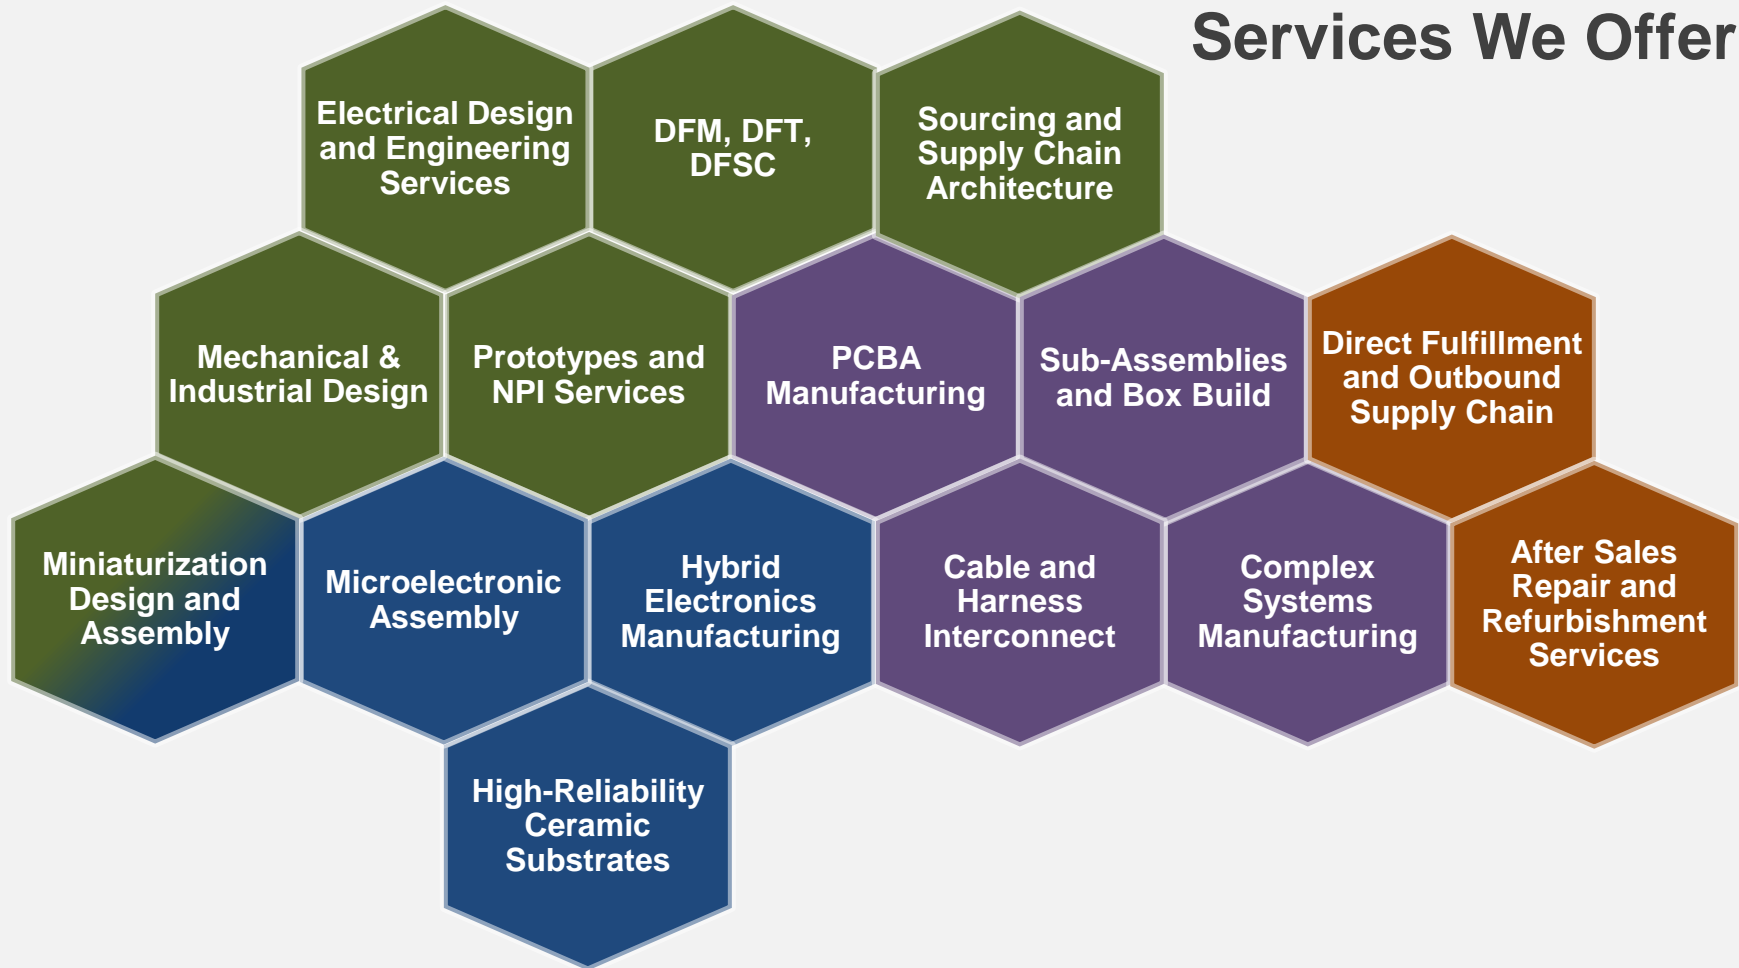 Services We Offer
Electrical Design
and Engineering
Services
DFM, DFT,
DFSC
Sourcing and
Supply Chain
Architecture
Mechanical &
Industrial Design
Prototypes and
NPI Services
PCBA
Manufacturing
Sub-Assemblies
and Box Build
Direct Fulfillment
and Outbound
Supply Chain
Miniaturization
Design and
Assembly
Microelectronic
Assembly
Hybrid
Electronics
Manufacturing
Cable and
Harness
Interconnect
Complex
Systems
Manufacturing
After Sales
Repair and
Refurbishment
Services
High-Reliability
Ceramic
Substrates